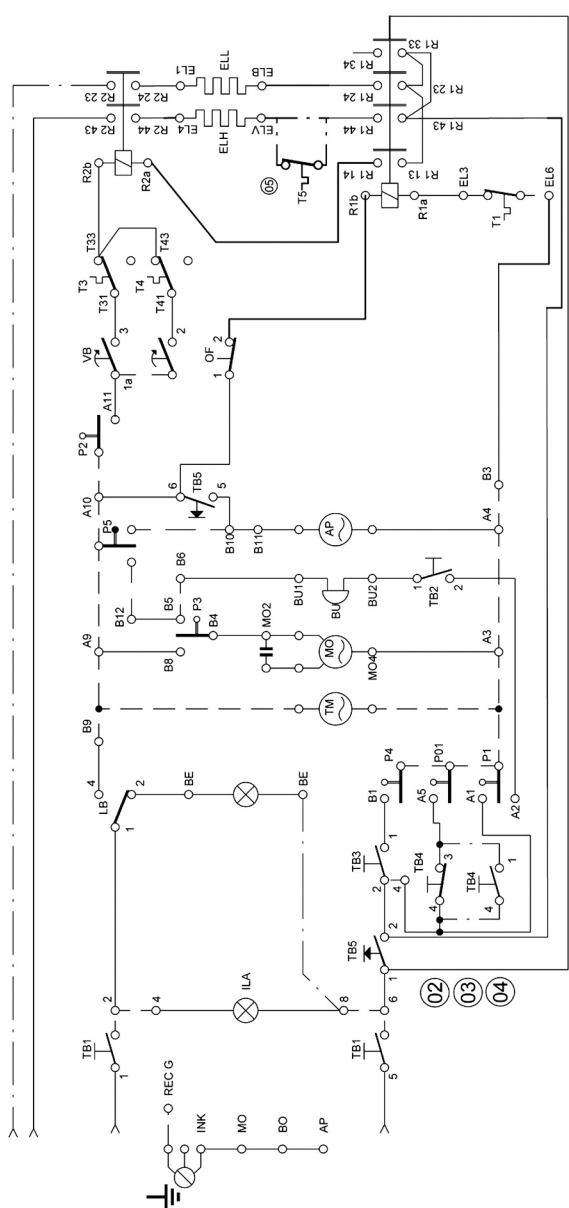 REC G
INK
MO
BO
AP
TB1
1
2
4
ILA
8
6
TB1
5
LB
1
4
2
BE
BE
B9
TM
A9
B8
B12
B5
B6
P3
B4
MO2
MO
MO4
A3
BU1
BU
BU2
1
TB2
2
A10
P5
P2
A11
6
TB5
5
B10
B11
AP
A4
B3
VB
1a
3
2
T31
T3
T33
T41
T4
T43
1
OF
2
R2b
R2a
R2 43
R2 23
R2 44
R2 24
EL4
EL1
ELH
ELL
ELV
ELB
T5
05
R1 14
R1 44
R1 24
R1 34
R1 13
R1 43
R1 23
R1 33
R1b
R1a
EL3
T1
EL6
TB5
1
2
TB3
2
1
4
B1
P4
TB4
4
3
A5
P01
TB4
4
1
A1
P1
A2
02
03
04